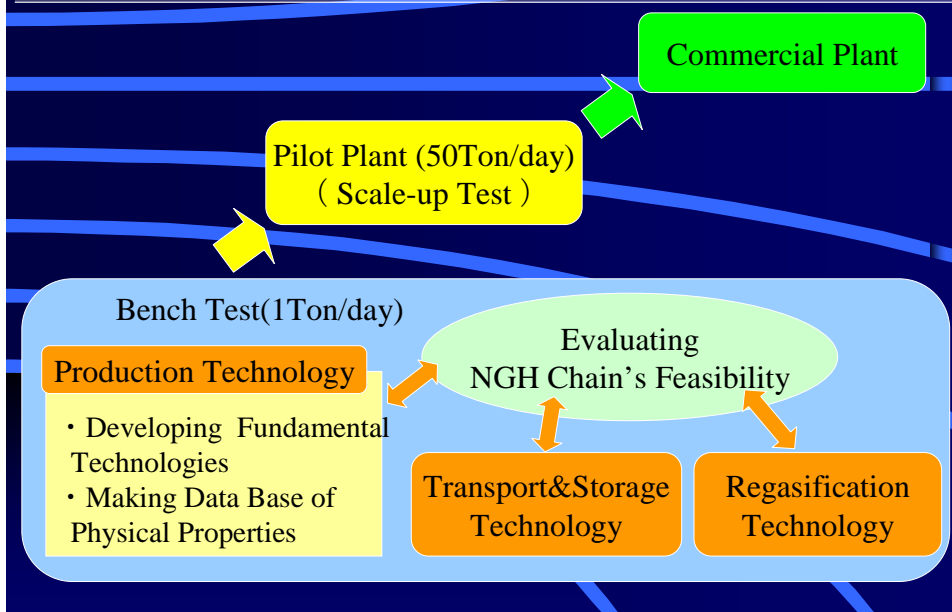 Commercial Plant
Pilot Plant (50Ton/day)
（ Scale-up Test ）
Bench Test(1Ton/day)
Evaluating
NGH Chain’s Feasibility
Production Technology
・Developing Fundamental
Technologies
・Making Data Base of
Physical Properties
Transport&Storage
Technology
Regasification
Technology